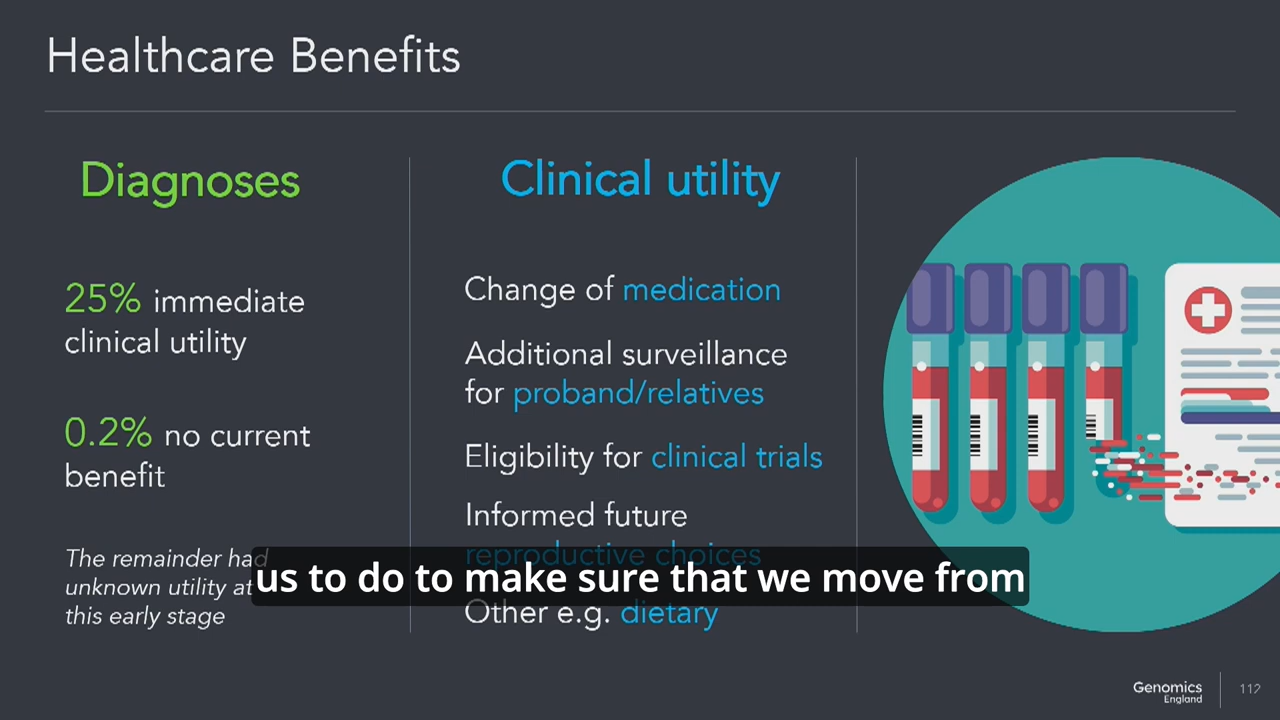 Healthcare Benefits
Diagnoses
25% immediate
clinical utility
0.2% no current
benefit
The remainder had
unknown utility at
this early stage
Clinical utility
Change of medication
Additional surveillance
for proband/relatives
Eligibility for clinical trials
Informed future
reproductive choices
Other e.g. dietary
us to do to make sure that we move from
Genomics
England
112